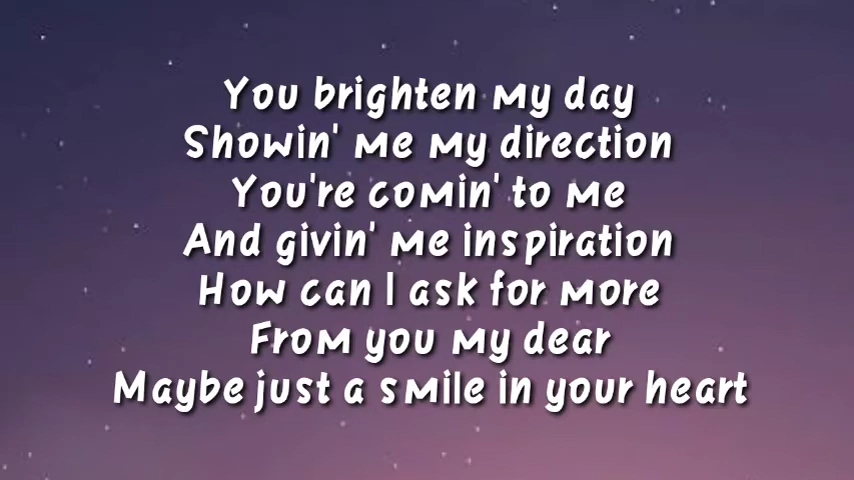 You brighten my day
Showin' me my direction
You're comin' to me
And givin' me inspiration
How can I ask for more
From you my dear
Maybe just a smile in your heart